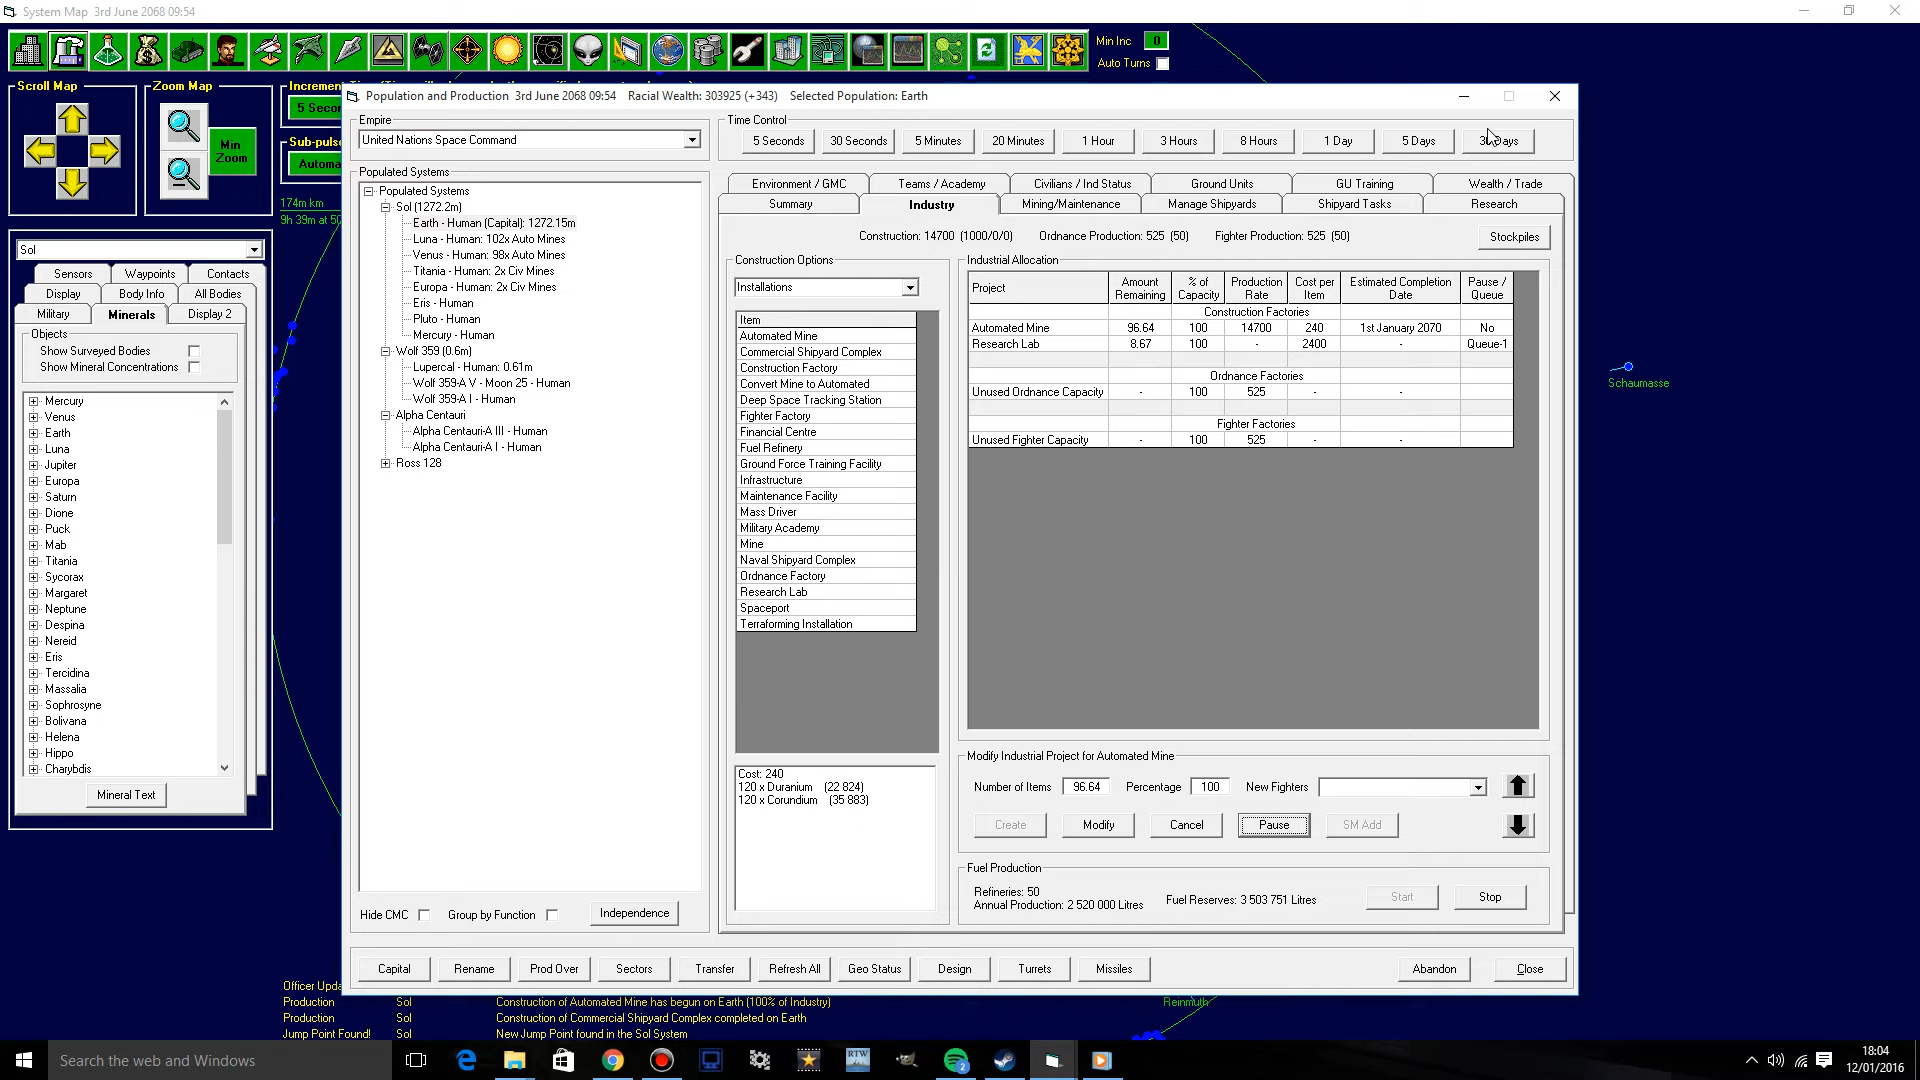 System Map   3rd June 2068 09:54
Min Inc 0
Auto Turns
Scroll Map
Zoom Map
Min Zoom
5 Secor
Sub-puls
Automa
174m km
9h 39m at 50
Sol
Sensors Waypoints Contacts
Display Body Info All Bodies
Military Minerals Display 2
Objects
Show Surveyed Bodies
Show Mineral Concentrations
Mercury
Venus
Earth
Luna
Jupiter
Europa
Saturn
Dione
Puck
Mab
Titania
Sycorax
Margaret
Neptune
Despina
Nereid
Eris
Tercidina
Massalia
Sophrosyne
Bolivana
Helena
Hippo
Charybdis
Mineral Text
Population and Production   3rd June 2068 09:54   Racial Wealth: 303925 (+343)   Selected Population: Earth
Empire
United Nations Space Command
Time Control
5 Seconds 30 Seconds 5 Minutes 20 Minutes 1 Hour 3 Hours 8 Hours 1 Day 5 Days
Populated Systems
Populated Systems
Sol (1272.2m)
Earth - Human (Capital): 1272.15m
Luna - Human: 102x Auto Mines
Venus - Human: 98x Auto Mines
Titania - Human: 2x Civ Mines
Europa - Human: 2x Civ Mines
Eris - Human
Pluto - Human
Mercury - Human
Wolf 359 (0.6m)
Lupercal - Human: 0.61m
Wolf 359-A V - Moon 25 - Human
Wolf 359-A I - Human
Alpha Centauri
Alpha Centauri-A III - Human
Alpha Centauri-A I - Human
Ross 128
Hide CMC Group by Function Independence
Environment / GMC Teams / Academy Civilians / Ind Status Ground Units GU Training Wealth / Trade
Summary Industry Mining/Maintenance Manage Shipyards Shipyard Tasks Research
Construction: 14700 (1000/0/0) Ordnance Production: 525 (50) Fighter Production: 525 (50) Stockpiles
Construction Options
Installations
Item
Automated Mine
Commercial Shipyard Complex
Construction Factory
Convert Mine to Automated
Deep Space Tracking Station
Fighter Factory
Financial Centre
Fuel Refinery
Ground Force Training Facility
Infrastructure
Maintenance Facility
Mass Driver
Military Academy
Mine
Naval Shipyard Complex
Ordnance Factory
Research Lab
Spaceport
Terraforming Installation
Cost: 240
120 x Duranium (22 824)
120 x Corundium (35 883)
Industrial Allocation
Project Amount Remaining % of Capacity Production Rate Cost per Item Estimated Completion Date Pause / Queue
Construction Factories
Automated Mine 96.64 100 14700 240 1st January 2070 No
Research Lab 8.67 100 - 2400 - Queue-1
Ordnance Factories
Unused Ordnance Capacity - 100 525 - -
Fighter Factories
Unused Fighter Capacity - 100 525 - -
Modify Industrial Project for Automated Mine
Number of Items 96.64 Percentage 100 New Fighters
Create Modify Cancel Pause SM Add
Fuel Production
Refineries: 50
Annual Production: 2 520 000 Litres
Fuel Reserves: 3 503 751 Litres
Start Stop
Capital Rename Prod Over Sectors Transfer Refresh All Geo Status Design Turrets Missiles Abandon Close
Schaumasse
Reinmuth
Officer Upda
Production Sol Construction of Automated Mine has begun on Earth (100% of Industry)
Production Sol Construction of Commercial Shipyard Complex completed on Earth
Jump Point Found! Sol New Jump Point found in the Sol System
Search the web and Windows
RTW
2
18:04
12/01/2016